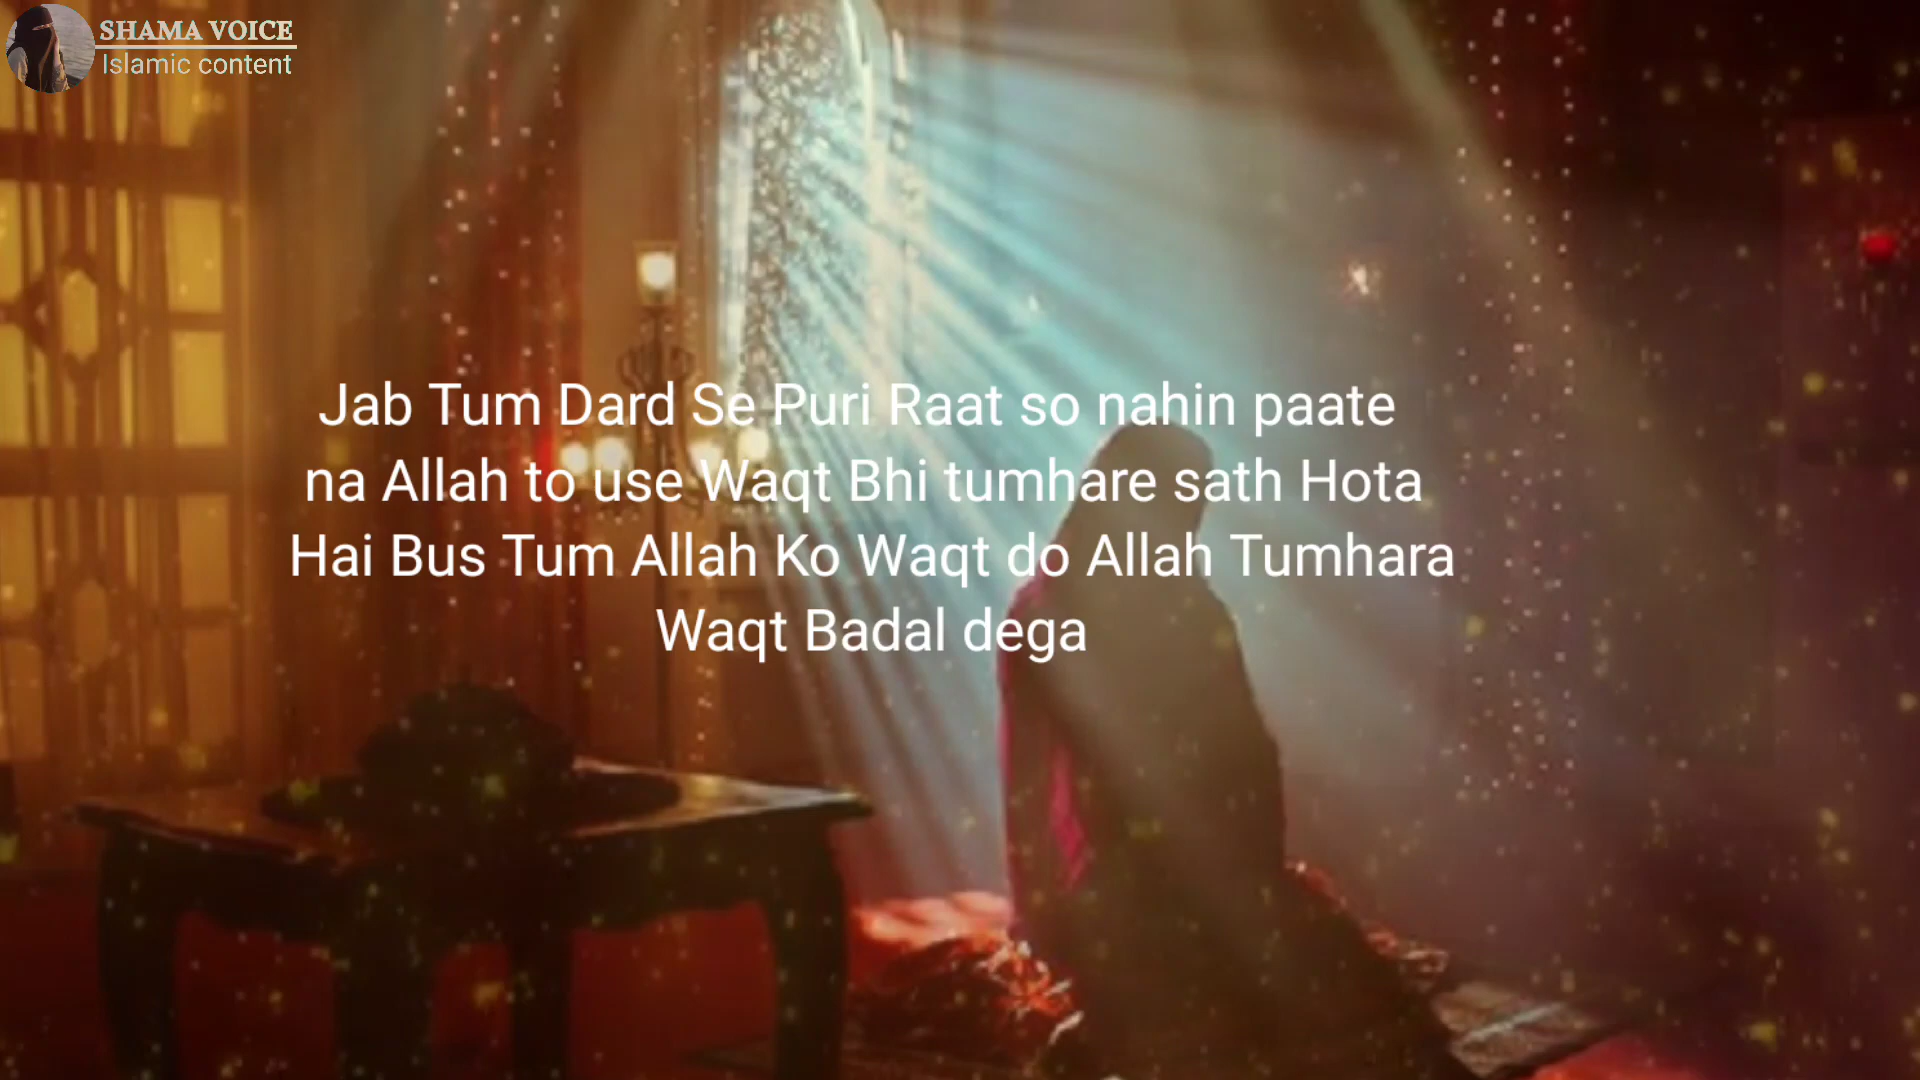 SHAMA VOICE
Islamic content
Jab Tum Dard Se Puri Raat so nahin paate
na Allah to use Waqt Bhi tumhare sath Hota
Hai Bus Tum Allah Ko Waqt do Allah Tumhara
Waqt Badal dega